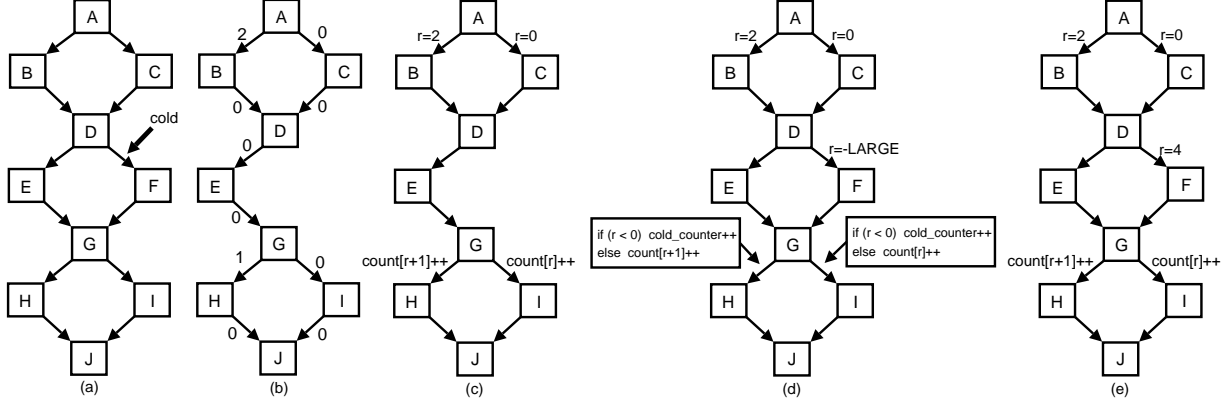 A
B
C
D
cold
E
F
G
H
I
J
(a)
A
2
0
B
C
0
0
D
0
E
0
G
1
0
H
I
0
0
J
(b)
A
r=2
r=0
B
C
D
E
G
count[r+1]++
count[r]++
H
I
J
(c)
A
r=2
r=0
B
C
D
r=-LARGE
E
F
if (r < 0) cold_counter++
else count[r+1]++
G
if (r < 0) cold_counter++
else count[r]++
H
I
J
(d)
A
r=2
r=0
B
C
D
r=4
E
F
G
count[r+1]++
count[r]++
H
I
J
(e)